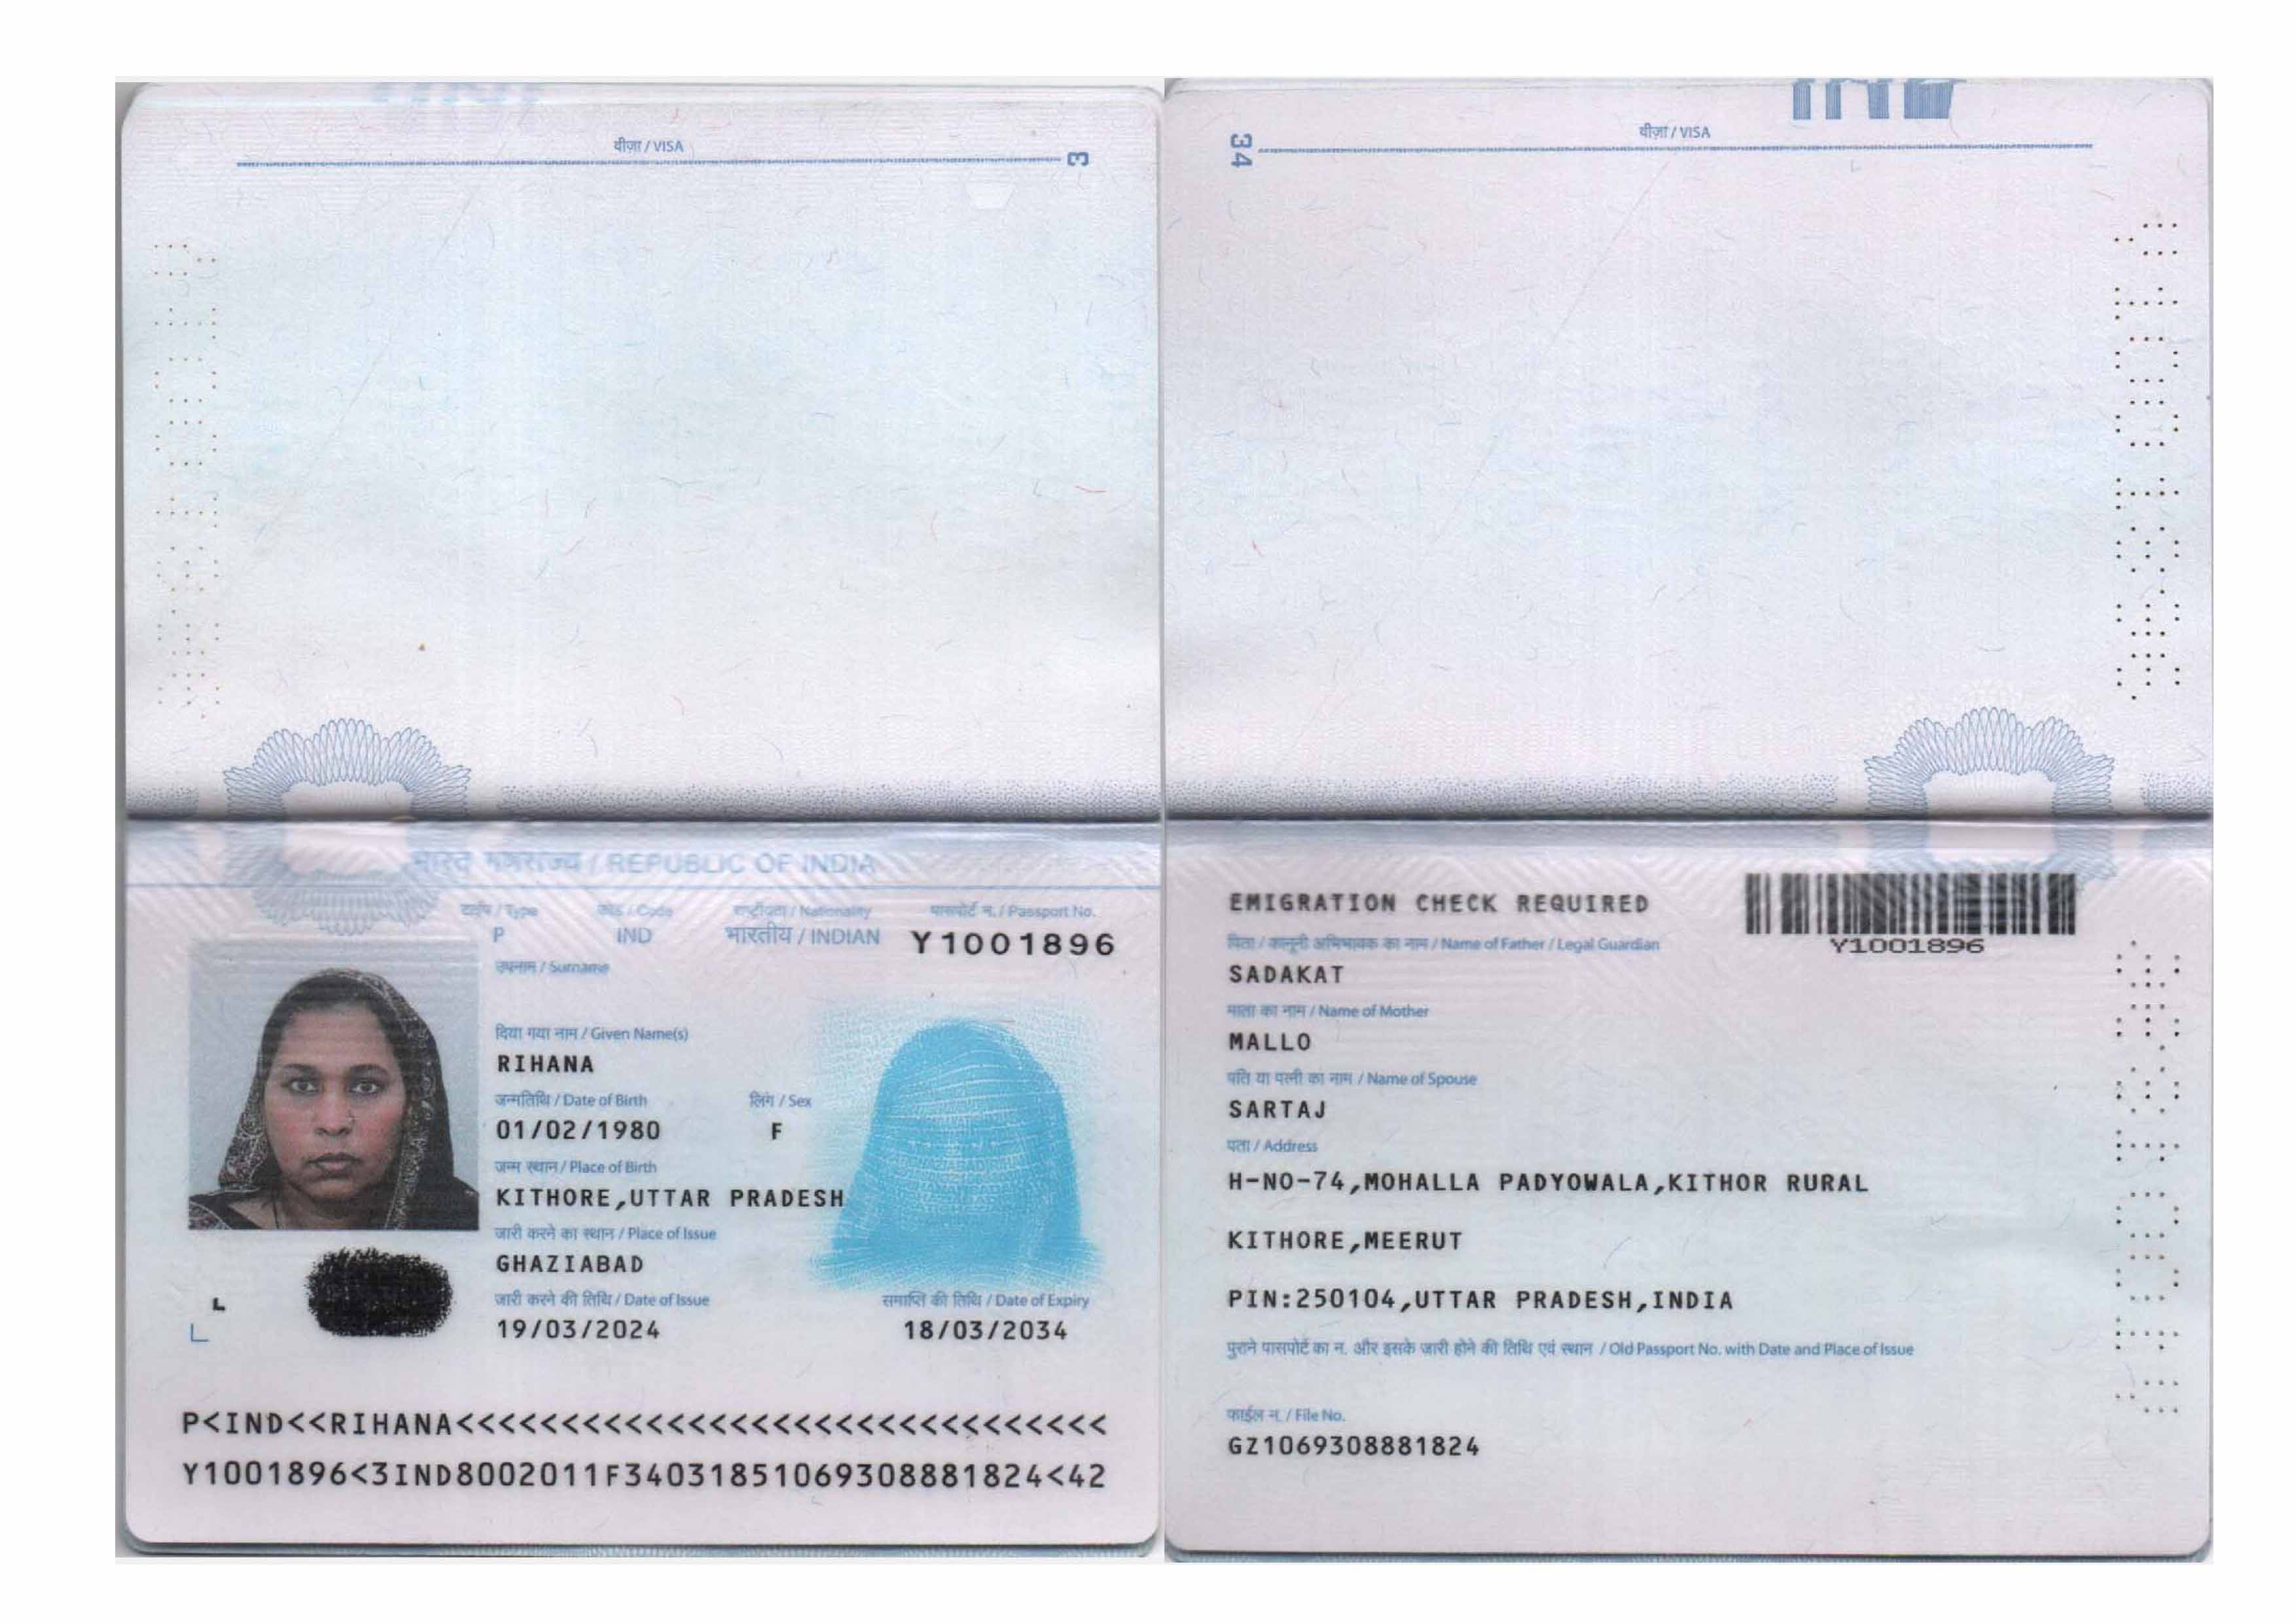 वीज़ा / VISA
3
वीज़ा / VISA
34
भारत गणराज्य / REPUBLIC OF INDIA
टाईप / Type
कोड / Code
राष्ट्रीयता / Nationality
पासपोर्ट न. / Passport No.
P
IND
भारतीय / INDIAN
Y1001896
उपनाम / Surname
दिया गया नाम / Given Name(s)
RIHANA
जन्मतिथि / Date of Birth
लिंग / Sex
01/02/1980
F
जन्म स्थान / Place of Birth
KITHORE,UTTAR PRADESH
जारी करने का स्थान / Place of Issue
GHAZIABAD
जारी करने की तिथि / Date of Issue
समाप्ति की तिथि / Date of Expiry
19/03/2024
18/03/2034
P<IND<<RIHANA<<<<<<<<<<<<<<<<<<<<<<<<<<<<<<<
Y1001896<3IND8002011F34031851069308881824<42
EMIGRATION CHECK REQUIRED
Y1001896
पिता / कानूनी अभिभावक का नाम / Name of Father / Legal Guardian
SADAKAT
माता का नाम / Name of Mother
MALLO
पति या पत्नी का नाम / Name of Spouse
SARTAJ
पता / Address
H-NO-74,MOHALLA PADYOWALA,KITHOR RURAL
KITHORE,MEERUT
PIN:250104,UTTAR PRADESH,INDIA
पुराने पासपोर्ट का न. और इसके जारी होने की तिथि एवं स्थान / Old Passport No. with Date and Place of Issue
फाईल न. / File No.
GZ1069308881824